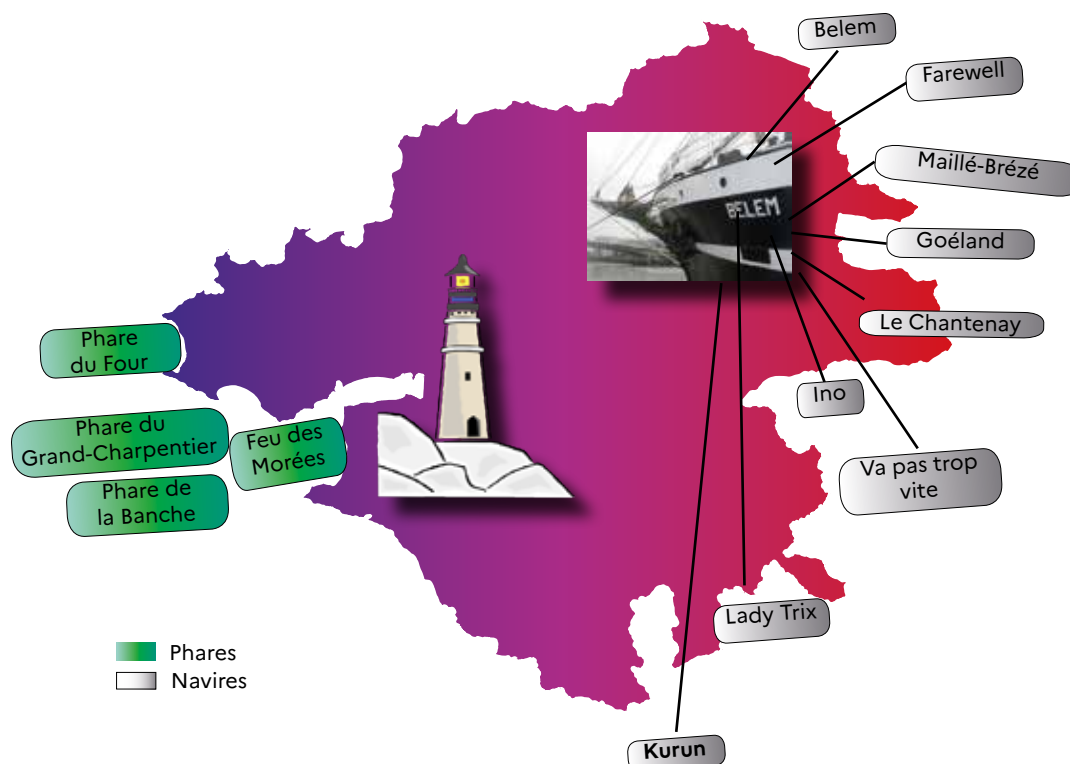 Belem
Farewell
Maillé-Brézé
BELEM
Goéland
Le Chantenay
Phare
du Four
Ino
Phare du
Grand-Charpentier
Feu des
Morées
Va pas trop
vite
Phare de
la Banche
Lady Trix
Phares
Navires
Kurun